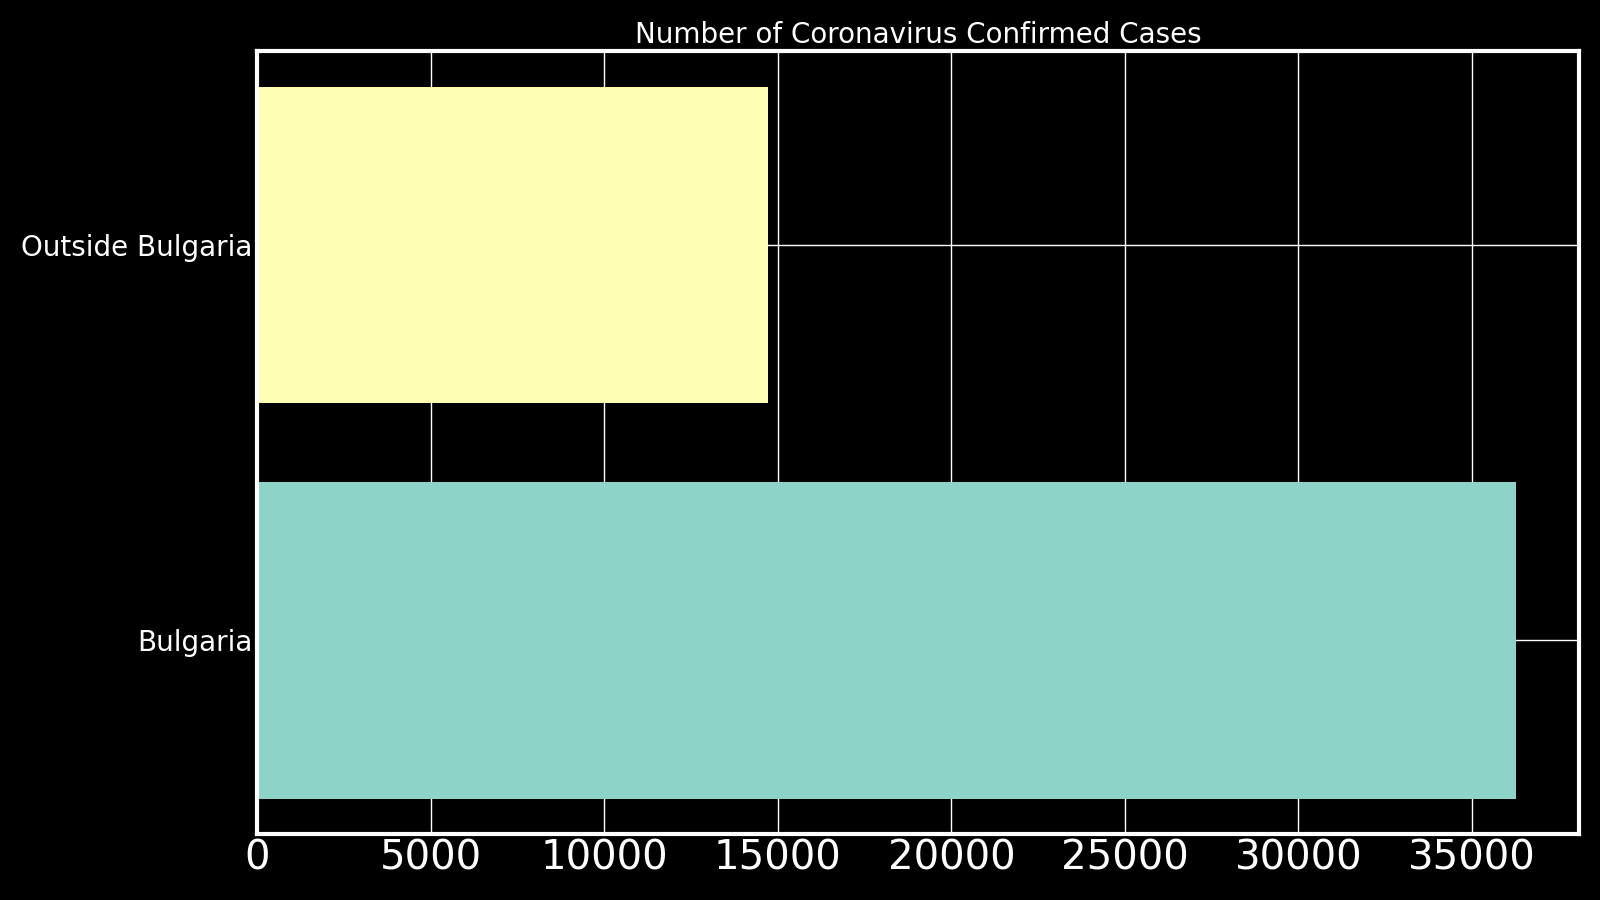 Number of Coronavirus Confirmed Cases
Outside Bulgaria
Bulgaria
0 5000 10000 15000 20000 25000 30000 35000